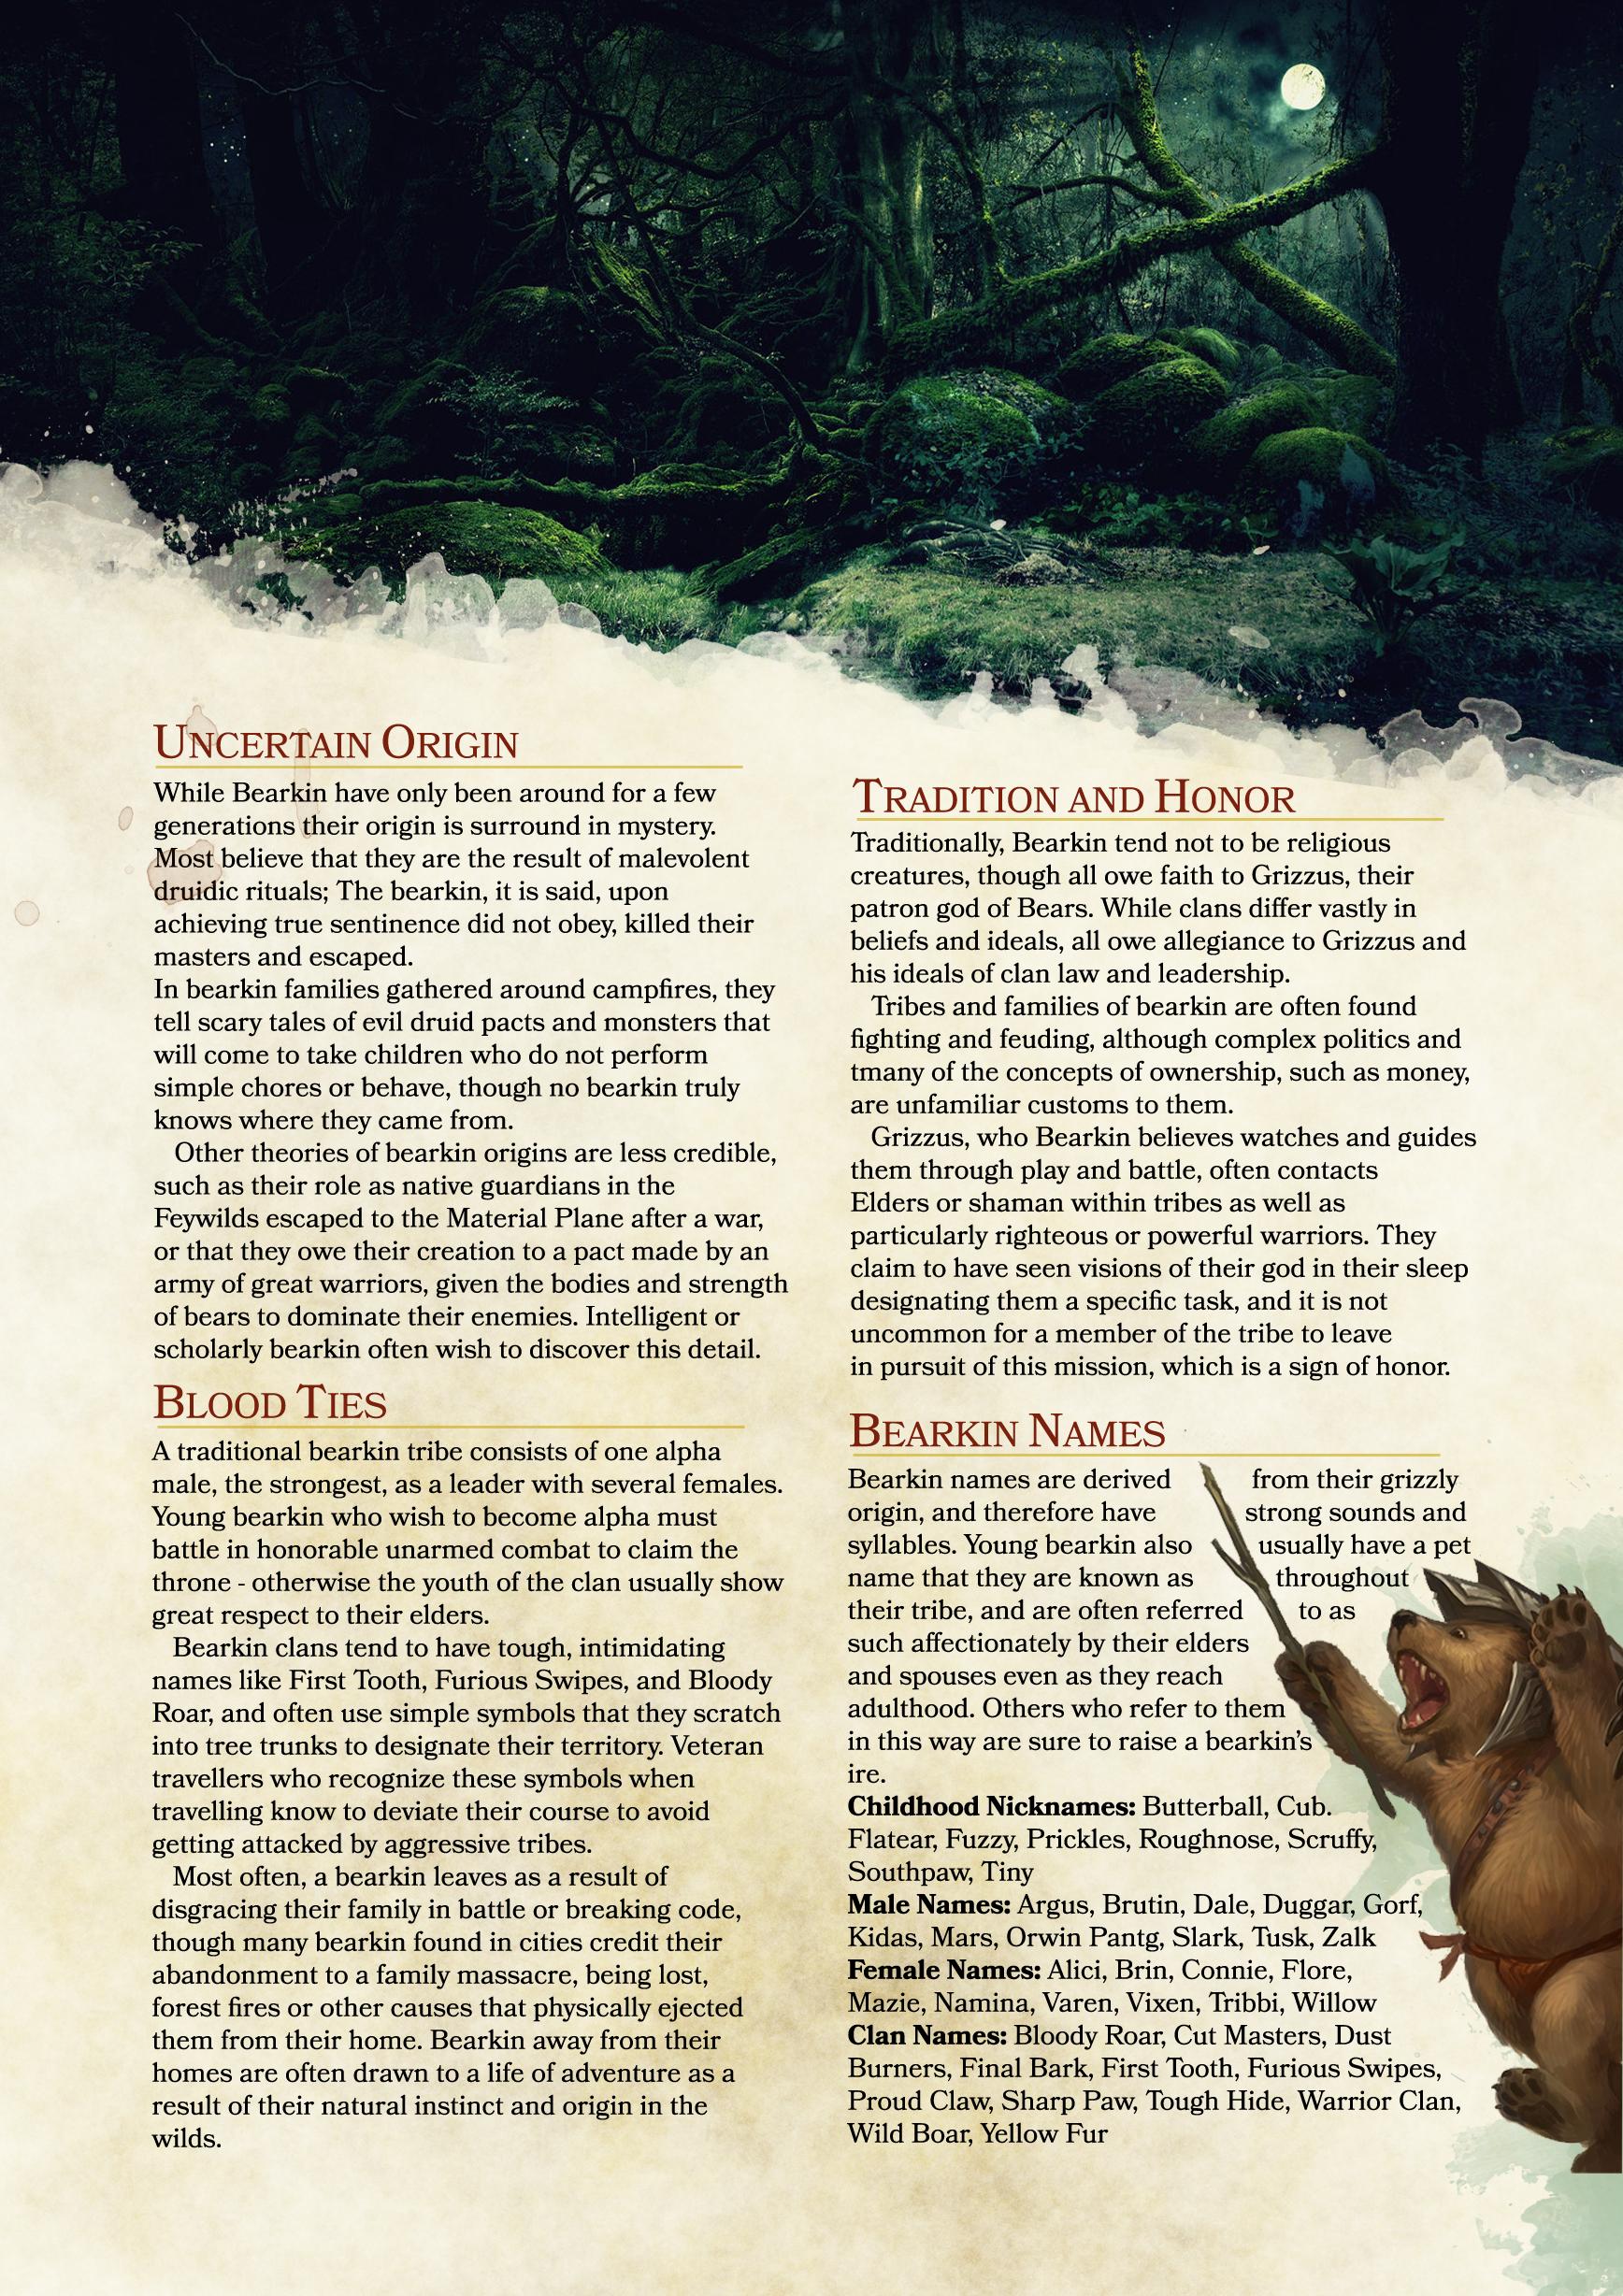 Uncertain Origin
While Bearkin have only been around for a few
generations their origin is surround in mystery.
Most believe that they are the result of malevolent
druidic rituals; The bearkin, it is said, upon
achieving true sentinence did not obey, killed their
masters and escaped.
In bearkin families gathered around campfires, they
tell scary tales of evil druid pacts and monsters that
will come to take children who do not perform
simple chores or behave, though no bearkin truly
knows where they came from.
Other theories of bearkin origins are less credible,
such as their role as native guardians in the
Feywilds escaped to the Material Plane after a war,
or that they owe their creation to a pact made by an
army of great warriors, given the bodies and strength
of bears to dominate their enemies. Intelligent or
scholarly bearkin often wish to discover this detail.
Blood Ties
A traditional bearkin tribe consists of one alpha
male, the strongest, as a leader with several females.
Young bearkin who wish to become alpha must
battle in honorable unarmed combat to claim the
throne - otherwise the youth of the clan usually show
great respect to their elders.
Bearkin clans tend to have tough, intimidating
names like First Tooth, Furious Swipes, and Bloody
Roar, and often use simple symbols that they scratch
into tree trunks to designate their territory. Veteran
travellers who recognize these symbols when
travelling know to deviate their course to avoid
getting attacked by aggressive tribes.
Most often, a bearkin leaves as a result of
disgracing their family in battle or breaking code,
though many bearkin found in cities credit their
abandonment to a family massacre, being lost,
forest fires or other causes that physically ejected
them from their home. Bearkin away from their
homes are often drawn to a life of adventure as a
result of their natural instinct and origin in the
wilds.
Tradition and Honor
Traditionally, Bearkin tend not to be religious
creatures, though all owe faith to Grizzus, their
patron god of Bears. While clans differ vastly in
beliefs and ideals, all owe allegiance to Grizzus and
his ideals of clan law and leadership.
Tribes and families of bearkin are often found
fighting and feuding, although complex politics and
tmany of the concepts of ownership, such as money,
are unfamiliar customs to them.
Grizzus, who Bearkin believes watches and guides
them through play and battle, often contacts
Elders or shaman within tribes as well as
particularly righteous or powerful warriors. They
claim to have seen visions of their god in their sleep
designating them a specific task, and it is not
uncommon for a member of the tribe to leave
in pursuit of this mission, which is a sign of honor.
Bearkin Names
Bearkin names are derived from their grizzly
origin, and therefore have strong sounds and
syllables. Young bearkin also usually have a pet
name that they are known as throughout
their tribe, and are often referred to as
such affectionately by their elders
and spouses even as they reach
adulthood. Others who refer to them
in this way are sure to raise a bearkin's
ire.
Childhood Nicknames: Butterball, Cub.
Flatear, Fuzzy, Prickles, Roughnose, Scruffy,
Southpaw, Tiny
Male Names: Argus, Brutin, Dale, Duggar, Gorf,
Kidas, Mars, Orwin Pantg, Slark, Tusk, Zalk
Female Names: Alici, Brin, Connie, Flore,
Mazie, Namina, Varen, Vixen, Tribbi, Willow
Clan Names: Bloody Roar, Cut Masters, Dust
Burners, Final Bark, First Tooth, Furious Swipes,
Proud Claw, Sharp Paw, Tough Hide, Warrior Clan,
Wild Boar, Yellow Fur